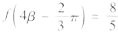 f(4β − 2/3 π) = 8/5